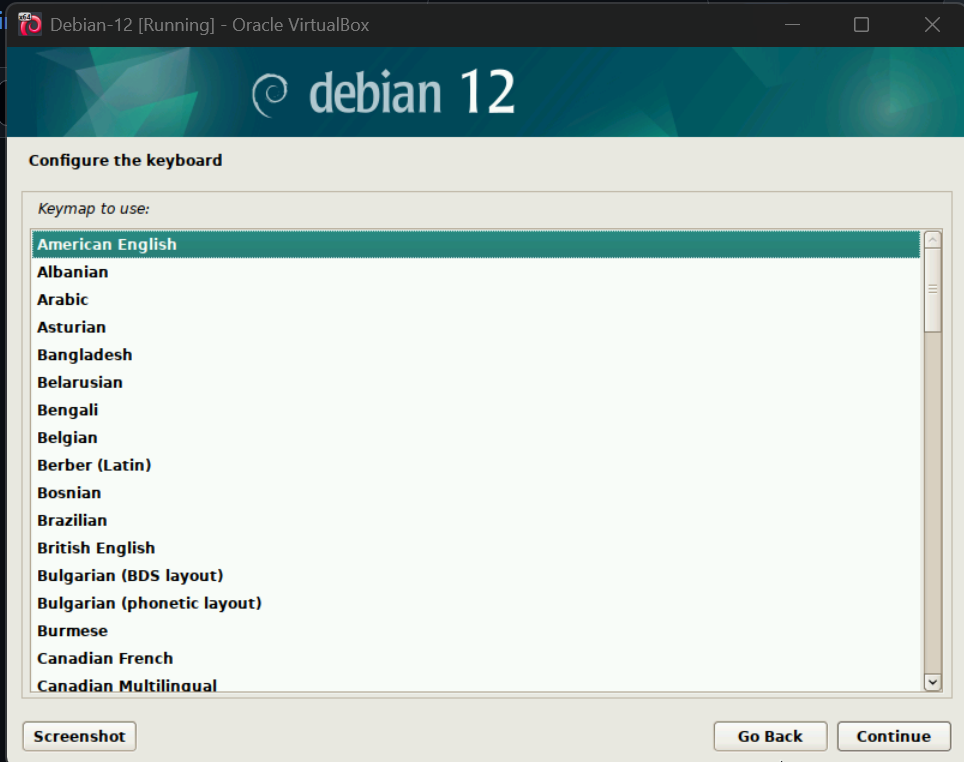 Debian-12 [Running] - Oracle VirtualBox
debian 12
Configure the keyboard
Keymap to use:
American English
Albanian
Arabic
Asturian
Bangladesh
Belarusian
Bengali
Belgian
Berber (Latin)
Bosnian
Brazilian
British English
Bulgarian (BDS layout)
Bulgarian (phonetic layout)
Burmese
Canadian French
Canadian Multilingual
Screenshot
Go Back
Continue